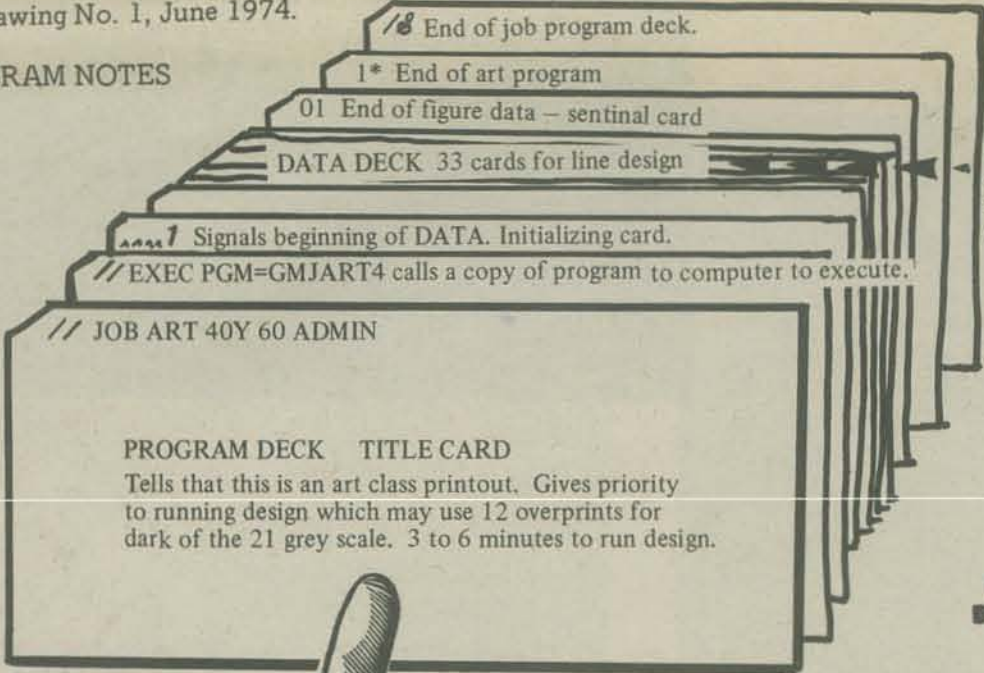 awing No. 1, June 1974.
RAM NOTES
/& End of job program deck.
1* End of art program
01 End of figure data — sentinal card
DATA DECK 33 cards for line design
1 Signals beginning of DATA. Initializing card.
// EXEC PGM=GMJART4 calls a copy of program to computer to execute.
// JOB ART 40Y 60 ADMIN
PROGRAM DECK TITLE CARD
Tells that this is an art class printout. Gives priority
to running design which may use 12 overprints for
dark of the 21 grey scale. 3 to 6 minutes to run design.